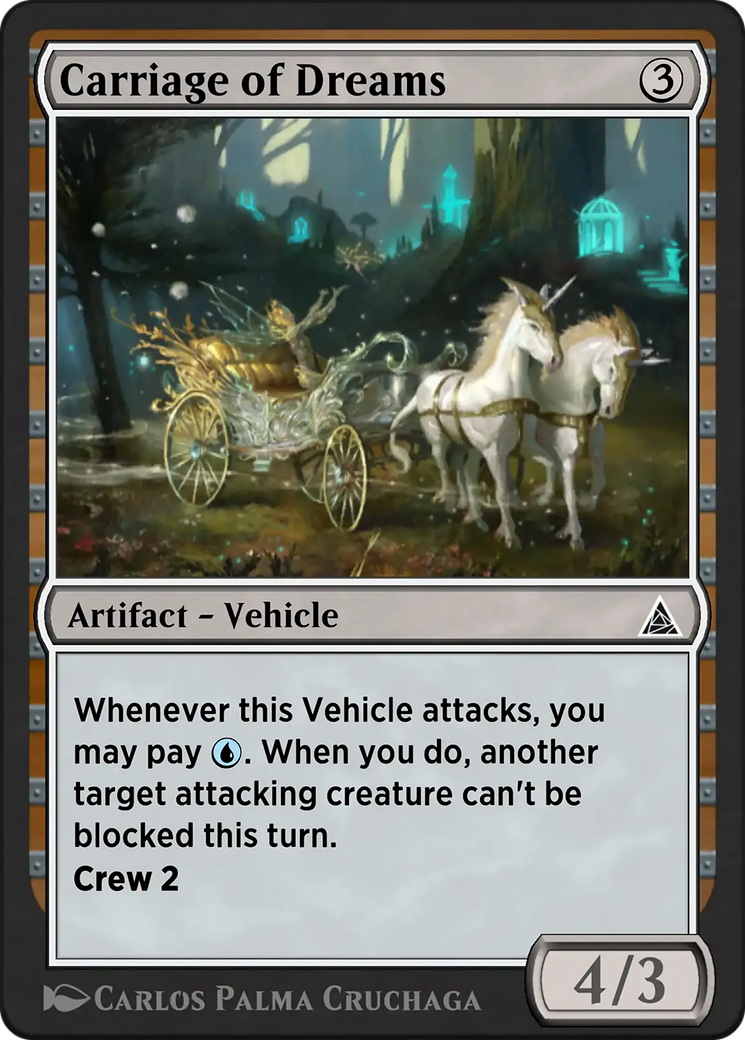 Carriage of Dreams 3
Artifact – Vehicle
Whenever this Vehicle attacks, you
may pay . When you do, another
target attacking creature can't be
blocked this turn.
Crew 2
4/3
Carlos Palma Cruchaga